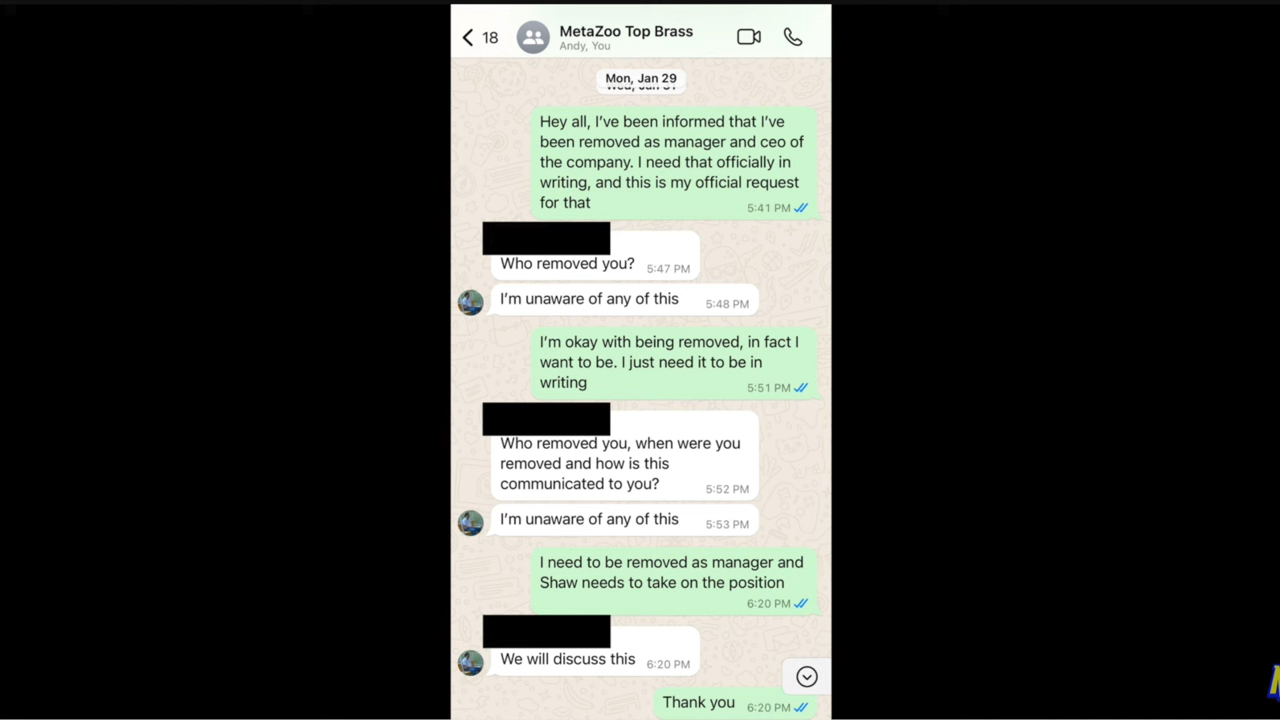 18
MetaZoo Top Brass
Andy, You
Mon, Jan 29
Hey all, I've been informed that I've
been removed as manager and ceo of
the company. I need that officially in
writing, and this is my official request
for that
5:41 PM
Who removed you?
5:47 PM
I'm unaware of any of this
5:48 PM
I'm okay with being removed, in fact I
want to be. I just need it to be in
writing
5:51 PM
Who removed you, when were you
removed and how is this
communicated to you?
5:52 PM
I'm unaware of any of this
5:53 PM
I need to be removed as manager and
Shaw needs to take on the position
6:20 PM
We will discuss this
6:20 PM
Thank you
6:20 PM